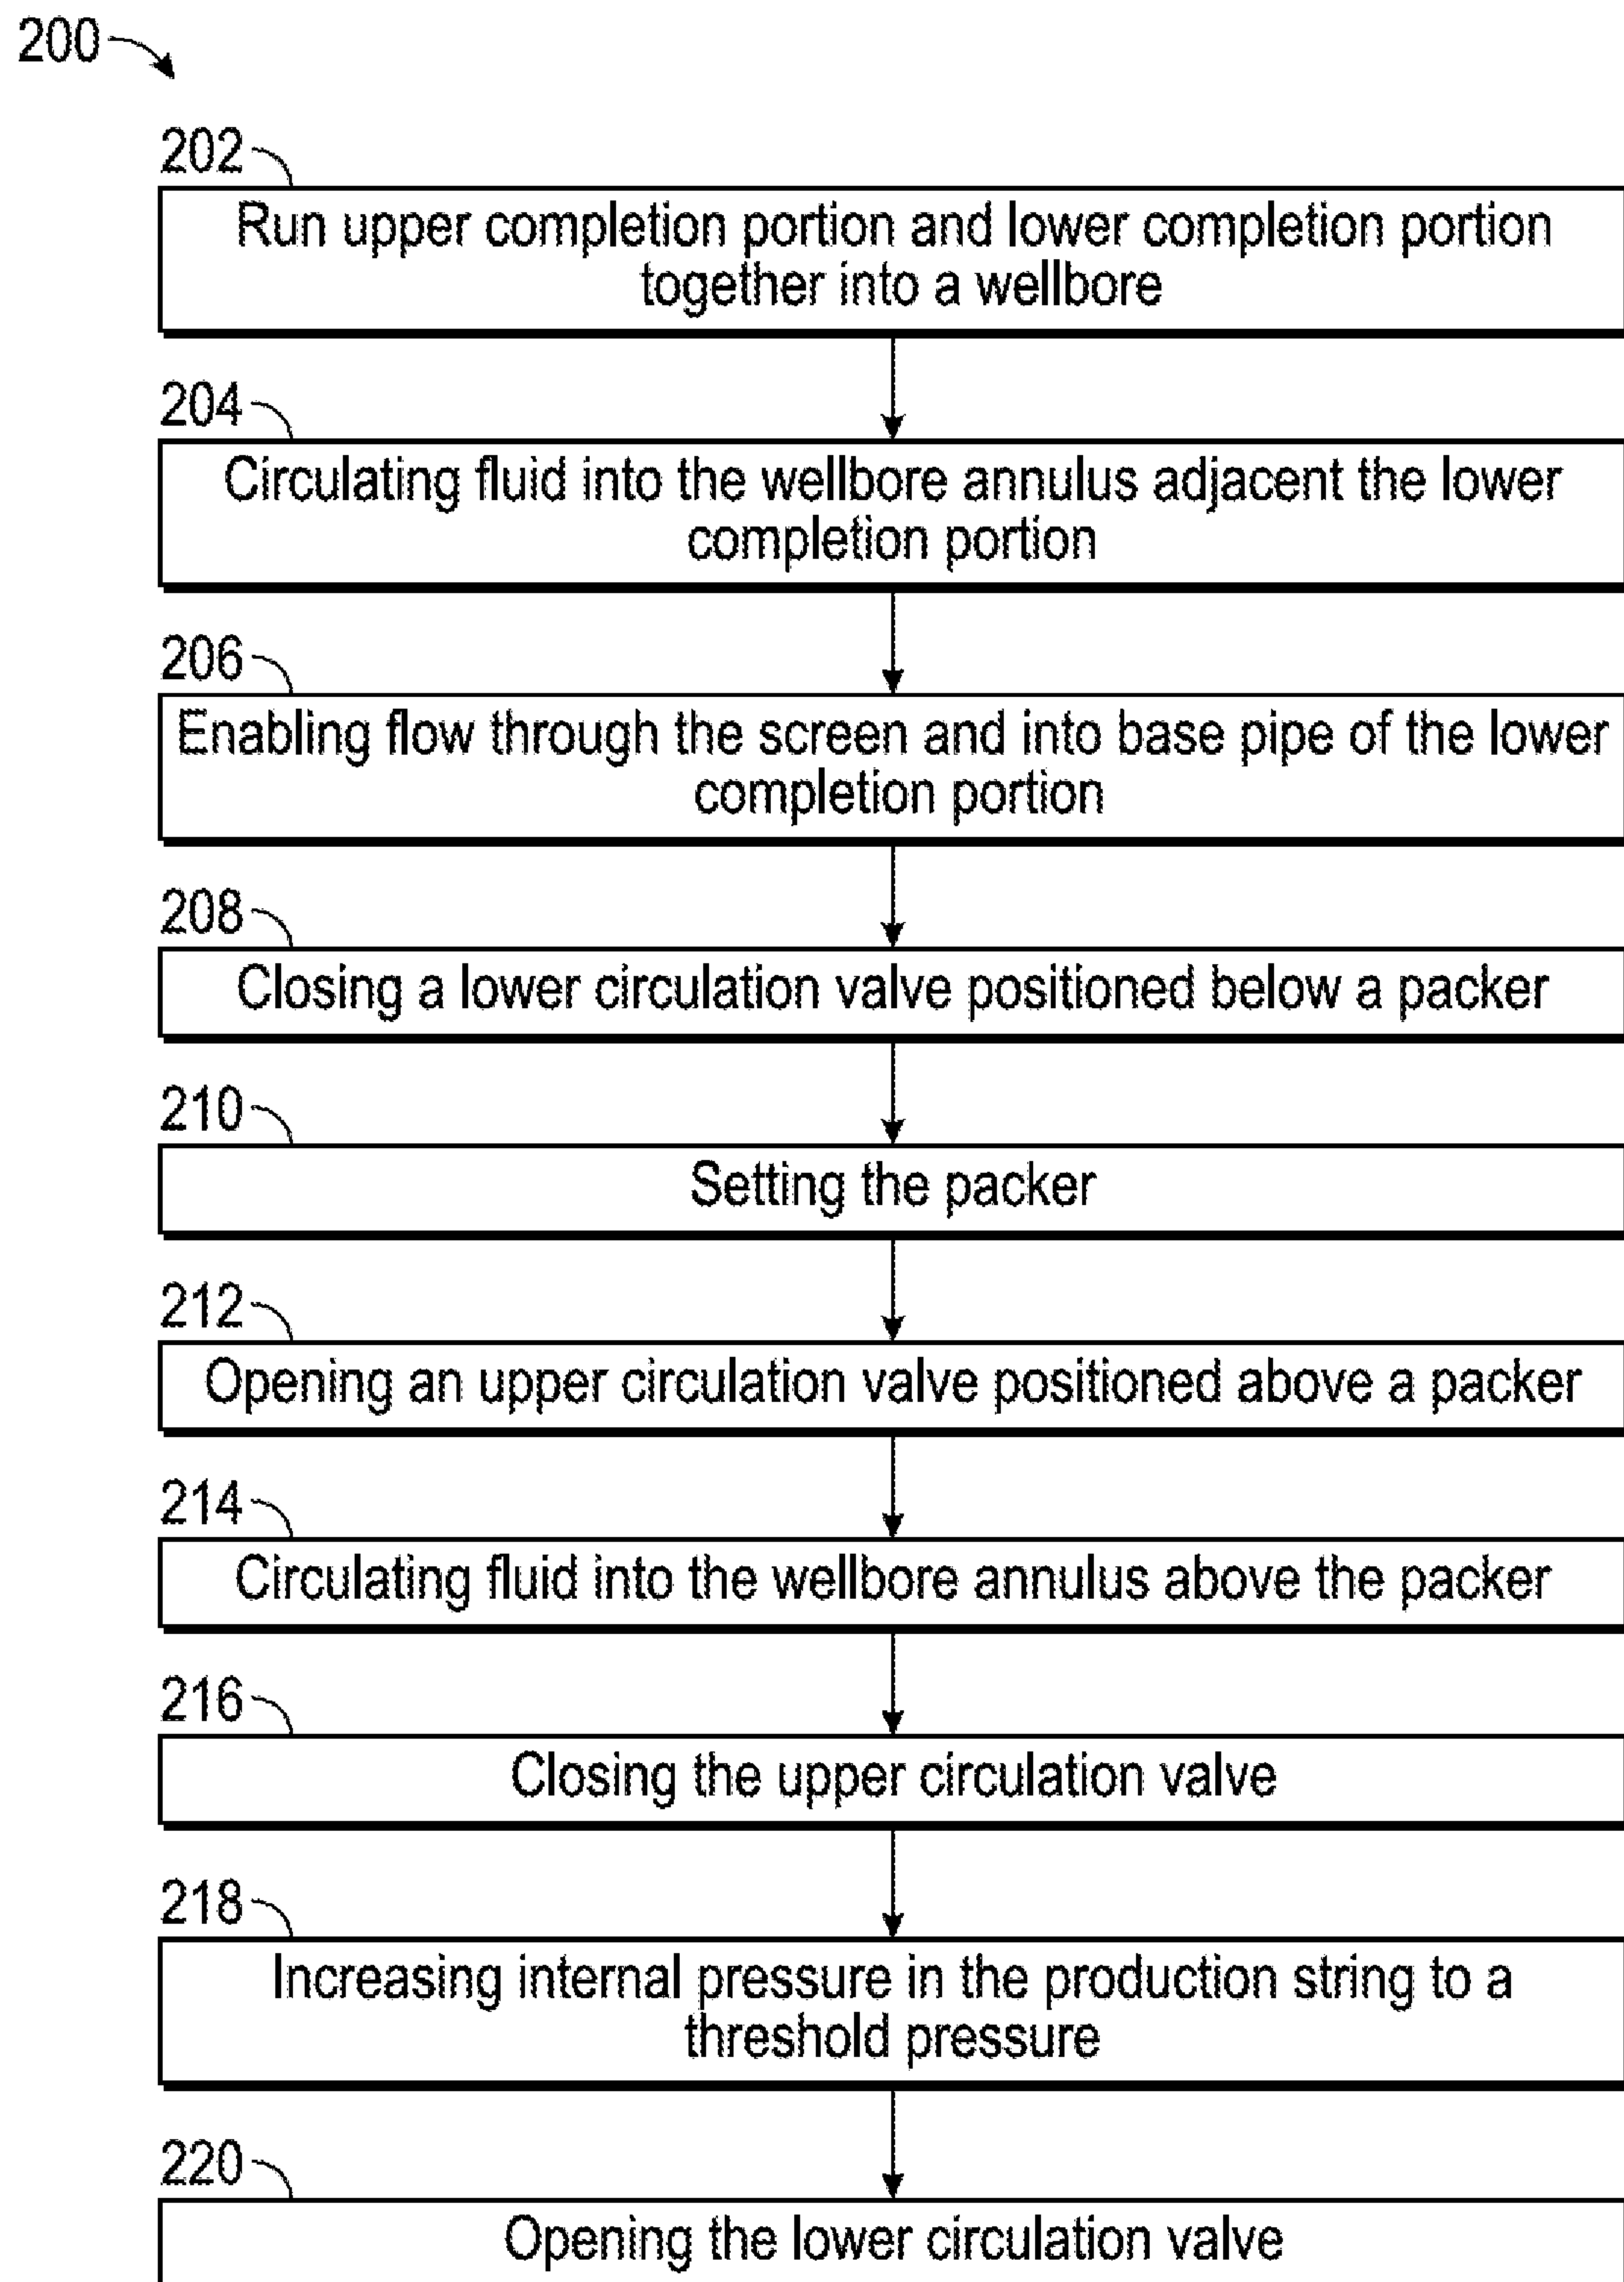 200
202
Run upper completion portion and lower completion portion
together into a wellbore
204
Circulating fluid into the wellbore annulus adjacent the lower
completion portion
206
Enabling flow through the screen and into base pipe of the lower
completion portion
208
Closing a lower circulation valve positioned below a packer
210
Setting the packer
212
Opening an upper circulation valve positioned above a packer
214
Circulating fluid into the wellbore annulus above the packer
216
Closing the upper circulation valve
218
Increasing internal pressure in the production string to a
threshold pressure
220
Opening the lower circulation valve